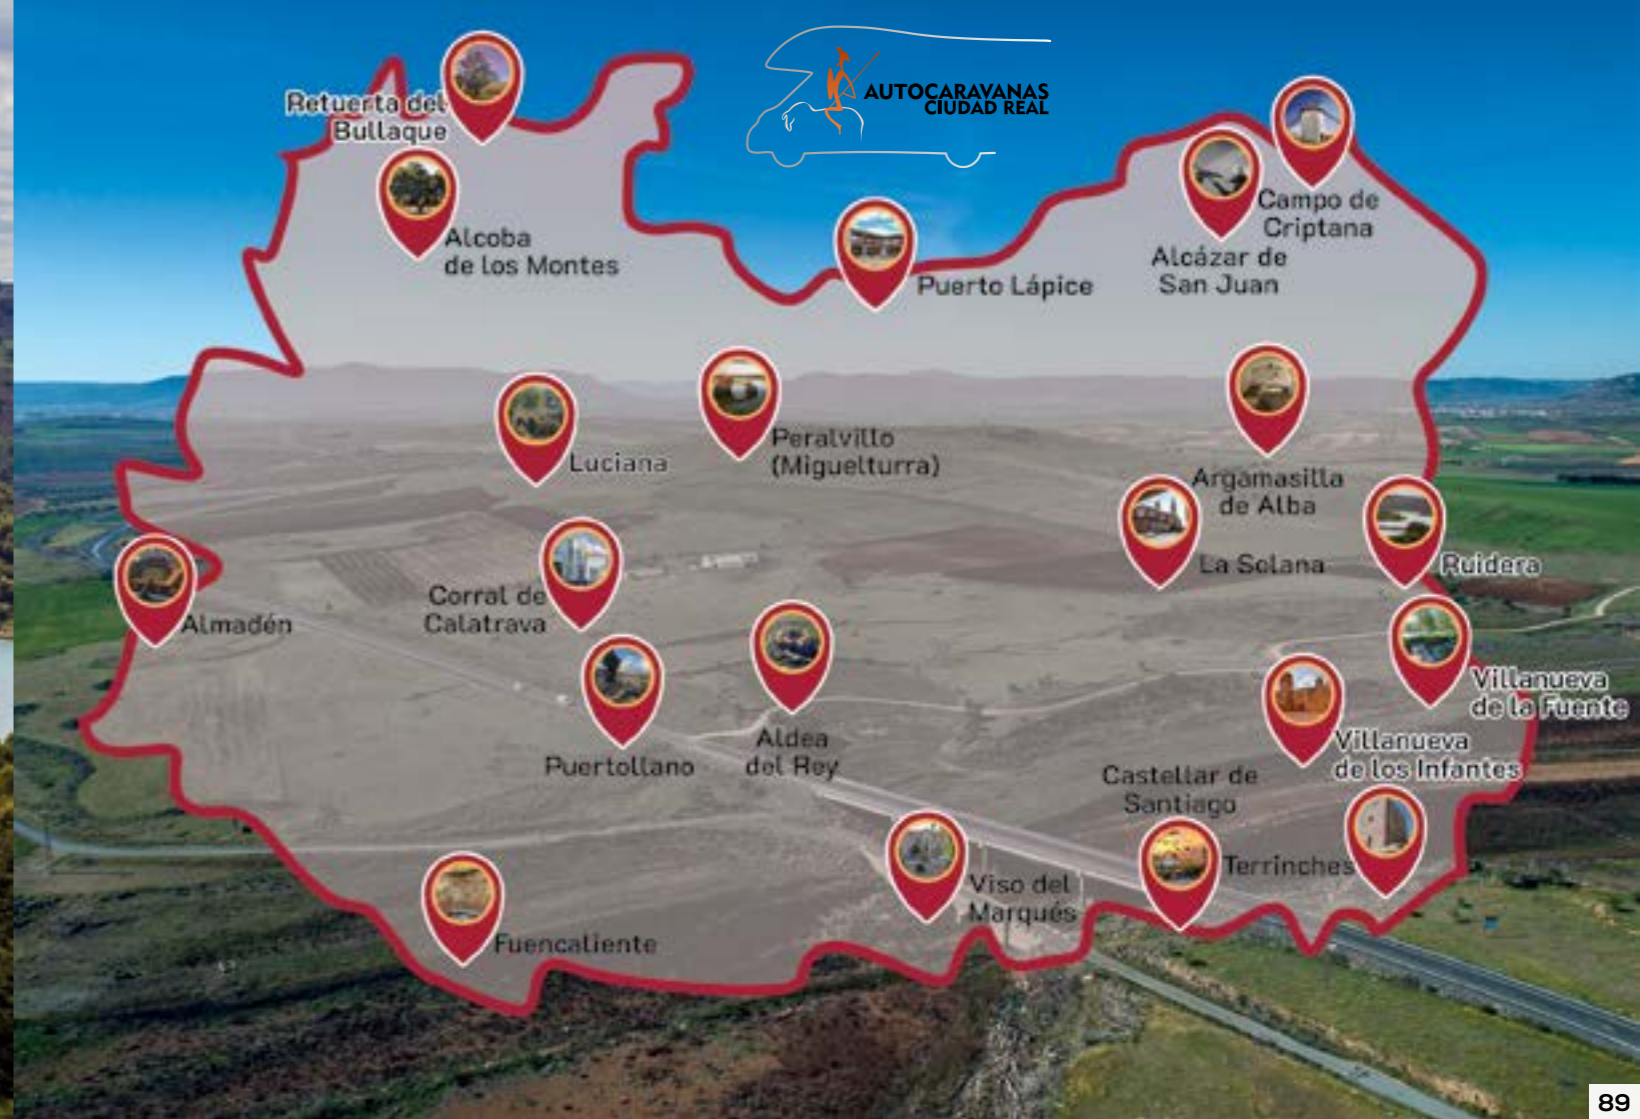 AUTOCARAVANAS
CIUDAD REAL
Retuerta del
Bullaque
Alcoba
de los Montes
Puerto Lápice
Campo de
Criptana
Alcázar de
San Juan
Luciana
Peralvillo
(Miguelturra)
Argamasilla
de Alba
La Solana
Ruidera
Almadén
Corral de
Calatrava
Puertollano
Aldea
del Rey
Villanueva
de la Fuente
Villanueva
de los Infantes
Castellar de
Santiago
Terrinches
Viso del
Marqués
Fuencaliente
89